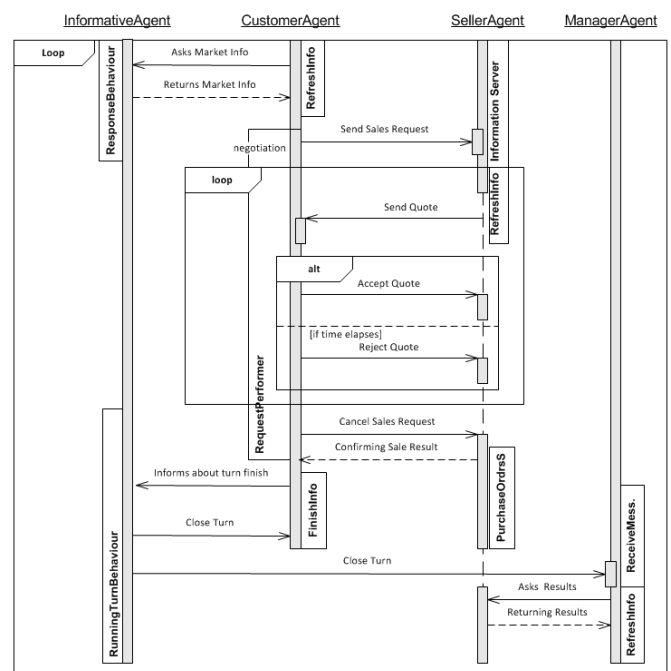 InformativeAgent
CustomerAgent
SellerAgent
ManagerAgent
Loop
ResponseBehaviour
Asks Market Info
RefreshInfo
Returns Market Info
Information Server
Send Sales Request
negotiation
loop
RefreshInfo
Send Quote
alt
Accept Quote
[if time elapses]
Reject Quote
RequestPerformer
Cancel Sales Request
Confirming Sale Result
PurchaseOrdrsS
Informs about turn finish
FinishInfo
Close Turn
RunningTurnBehaviour
Close Turn
ReceiveMess.
Asks Results
RefreshInfo
Returning Results